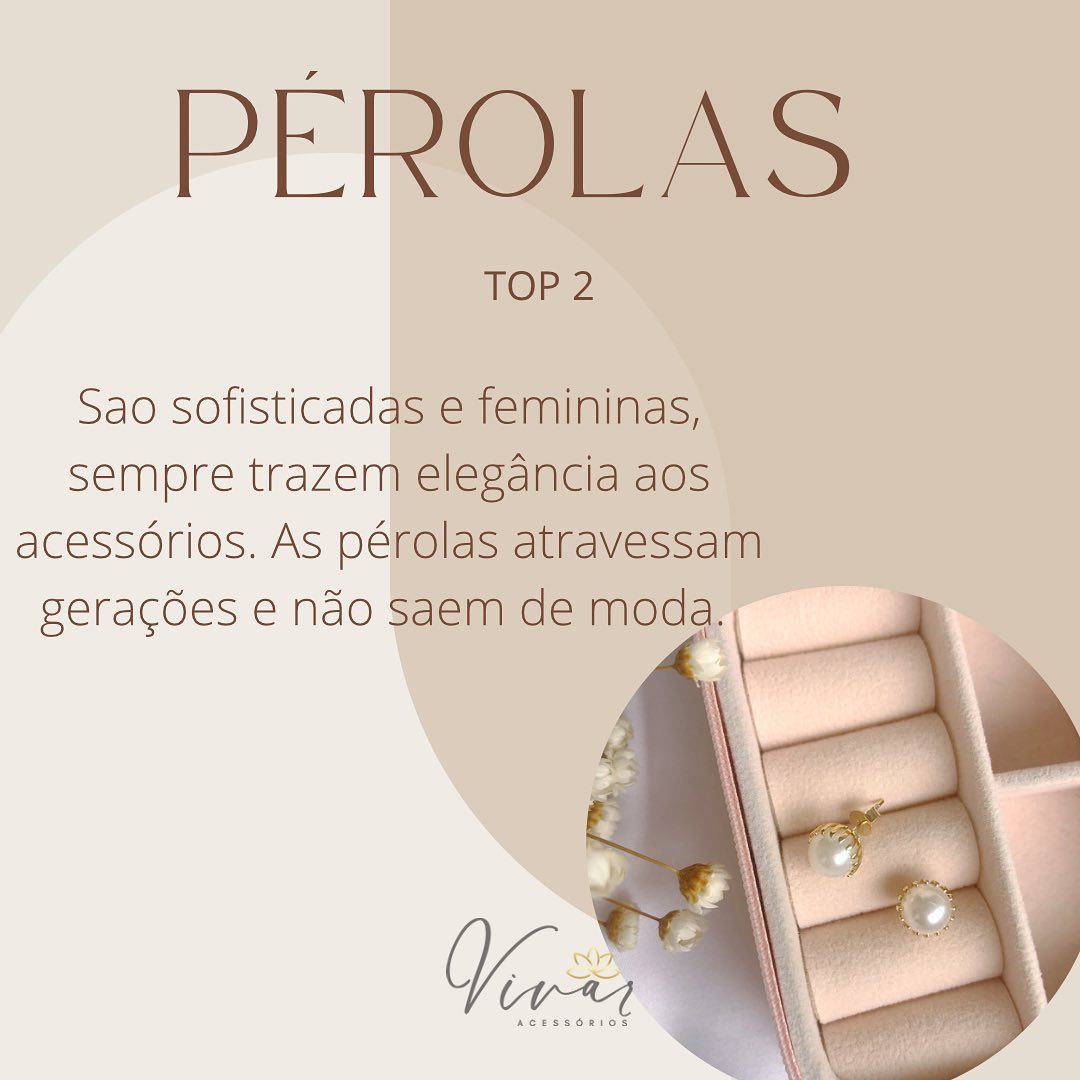 PÉROLAS
TOP 2
Sao sofisticadas e femininas,
sempre trazem elegância aos
acessórios. As pérolas atravessam
gerações e não saem de moda.
Vivar
ACESSÓRIOS